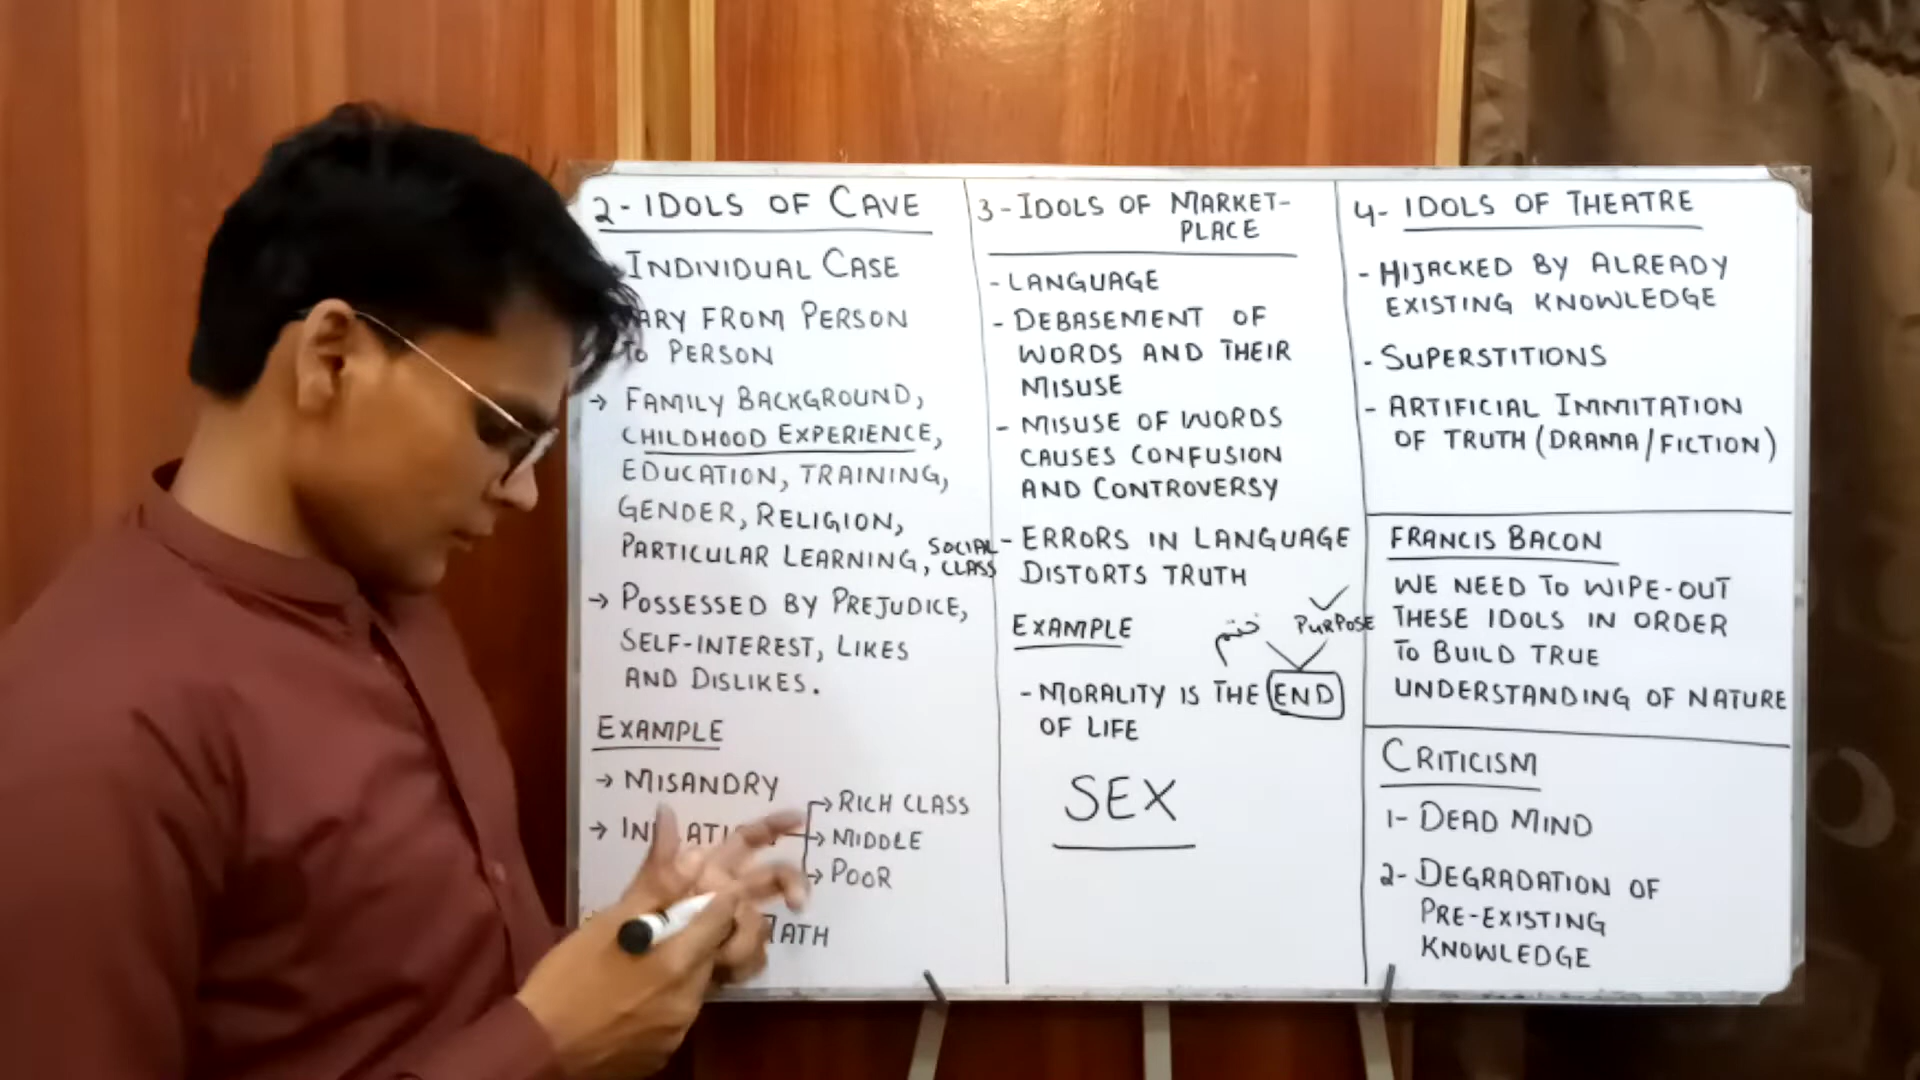 2- IDOLS OF CAVE
INDIVIDUAL CASE
ARY FROM PERSON
TO PERSON
→ FAMILY BACKGROUND,
CHILDHOOD EXPERIENCE,
EDUCATION, TRAINING,
GENDER, RELIGION,
PARTICULAR LEARNING, SOCIAL
CLASS
→ POSSESSED BY PREJUDICE,
SELF-INTEREST, LIKES
AND DISLIKES.
EXAMPLE
→ MISANDRY
→ RICH CLASS
→ MIDDLE
→ POOR
MATH
3- IDOLS OF MARKET-
PLACE
- LANGUAGE
- DEBASEMENT OF
WORDS AND THEIR
MISUSE
- MISUSE OF WORDS
CAUSES CONFUSION
AND CONTROVERSY
- ERRORS IN LANGUAGE
DISTORTS TRUTH
EXAMPLE
ختم PURPOSE
- MORALITY IS THE END
OF LIFE
SEX
4- IDOLS OF THEATRE
- HIJACKED BY ALREADY
EXISTING KNOWLEDGE
- SUPERSTITIONS
- ARTIFICIAL IMMITATION
OF TRUTH (DRAMA/FICTION)
FRANCIS BACON
WE NEED TO WIPE-OUT
THESE IDOLS IN ORDER
TO BUILD TRUE
UNDERSTANDING OF NATURE
CRITICISM
1- DEAD MIND
2- DEGRADATION OF
PRE-EXISTING
KNOWLEDGE